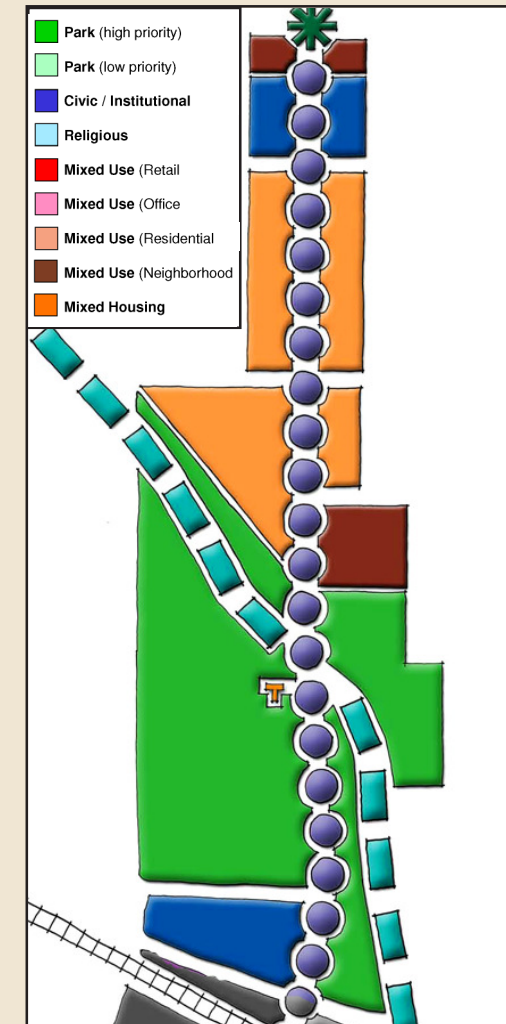 Park (high priority)
Park (low priority)
Civic / Institutional
Religious
Mixed Use (Retail
Mixed Use (Office
Mixed Use (Residential
Mixed Use (Neighborhood
Mixed Housing